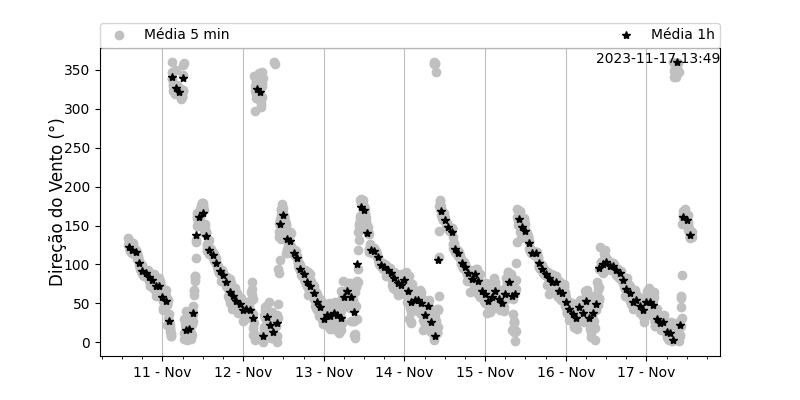 Média 5 min
Média 1h
2023-11-17 13:49
Direção do Vento (°)
350
300
250
200
150
100
50
0
11 - Nov
12 - Nov
13 - Nov
14 - Nov
15 - Nov
16 - Nov
17 - Nov